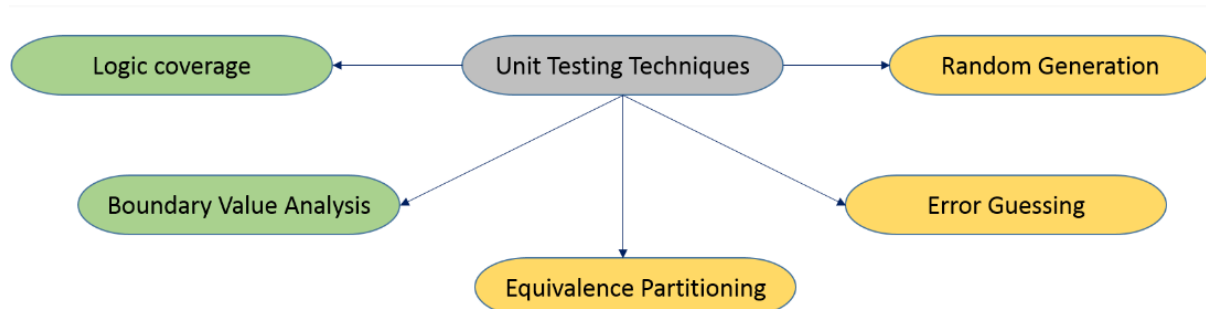 Logic coverage
Unit Testing Techniques
Random Generation
Boundary Value Analysis
Error Guessing
Equivalence Partitioning